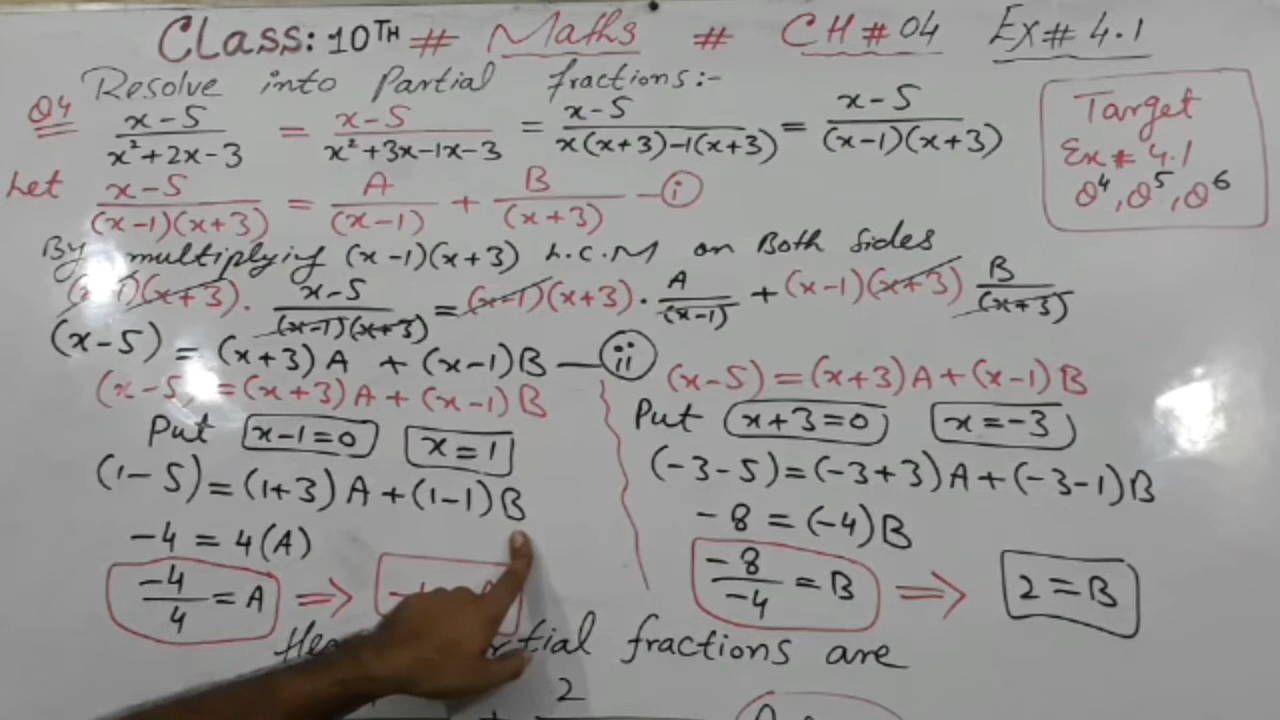 CLASS: 10TH # Maths # CH # 04 Ex # 4.1
Resolve into Partial fractions:-
Target
Ex # 4.1
Q4, Q5, Q6
Q4 x-5/x²+2x-3 = x-5/x²+3x-1x-3 = x-5/x(x+3)-1(x+3) = x-5/(x-1)(x+3)
Let x-5/(x-1)(x+3) = A/(x-1) + B/(x+3) — i
By multiplying (x-1)(x+3) L.C.M on Both sides
(x-1)(x+3) . x-5/(x-1)(x+3) = (x-1)(x+3) . A/(x-1) + (x-1)(x+3) B/(x+3)
(x-5) = (x+3)A + (x-1)B — ii
(x-5) = (x+3)A + (x-1)B
Put x-1=0 x=1
(1-5) = (1+3)A + (1-1)B
-4 = 4(A)
-4/4 = A ⇒
(x-5) = (x+3)A + (x-1)B
Put x+3=0 x=-3
(-3-5) = (-3+3)A + (-3-1)B
-8 = (-4)B
-8/-4 = B ⇒ 2 = B
fractions are
+ 2